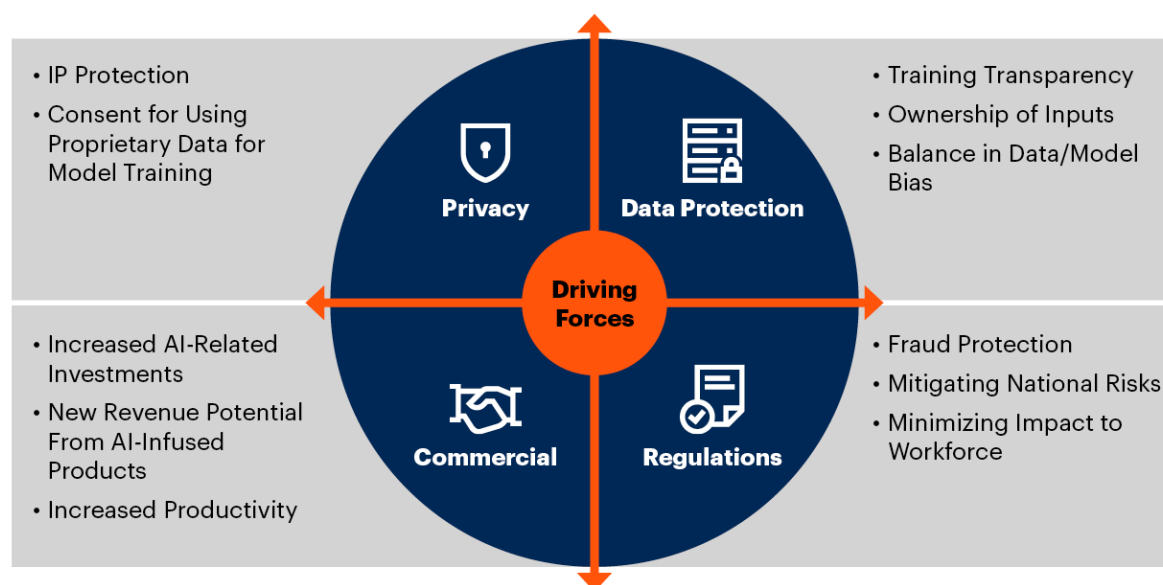 • IP Protection
• Consent for Using
Proprietary Data for
Model Training
Privacy
Data Protection
• Training Transparency
• Ownership of Inputs
• Balance in Data/Model
Bias
Driving
Forces
• Increased AI-Related
Investments
• New Revenue Potential
From AI-Infused
Products
• Increased Productivity
Commercial
Regulations
• Fraud Protection
• Mitigating National Risks
• Minimizing Impact to
Workforce